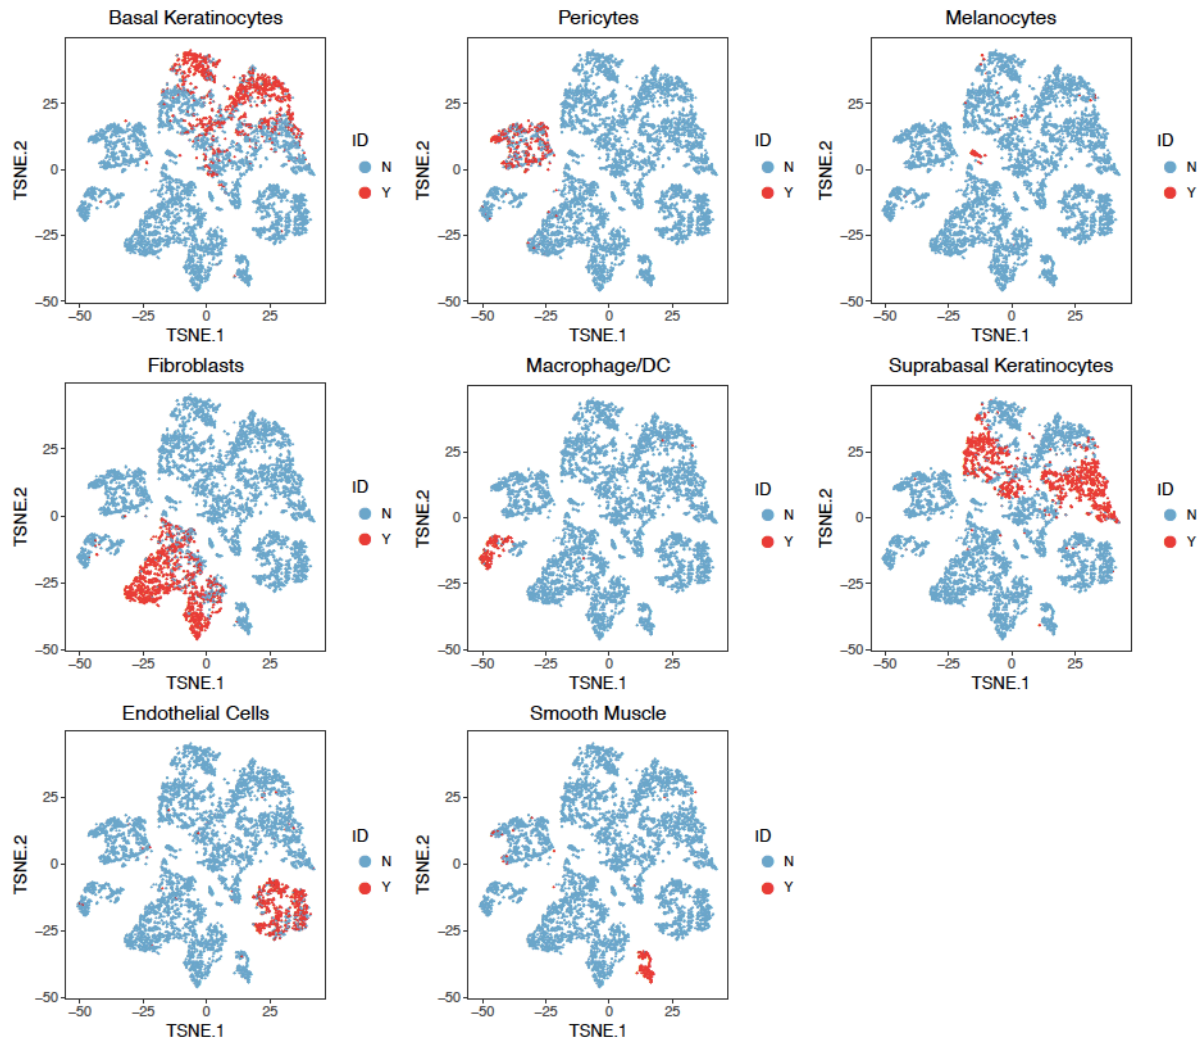 Basal Keratinocytes
TSNE.2
25
0
−25
−50
−50 −25 0 25
TSNE.1
ID
N
Y
Pericytes
TSNE.2
25
0
−25
−50
−50 −25 0 25
TSNE.1
ID
N
Y
Melanocytes
TSNE.2
25
0
−25
−50
−50 −25 0 25
TSNE.1
ID
N
Y
Fibroblasts
TSNE.2
25
0
−25
−50
−50 −25 0 25
TSNE.1
ID
N
Y
Macrophage/DC
TSNE.2
25
0
−25
−50
−50 −25 0 25
TSNE.1
ID
N
Y
Suprabasal Keratinocytes
TSNE.2
25
0
−25
−50
−50 −25 0 25
TSNE.1
ID
N
Y
Endothelial Cells
TSNE.2
25
0
−25
−50
−50 −25 0 25
TSNE.1
ID
N
Y
Smooth Muscle
TSNE.2
25
0
−25
−50
−50 −25 0 25
TSNE.1
ID
N
Y